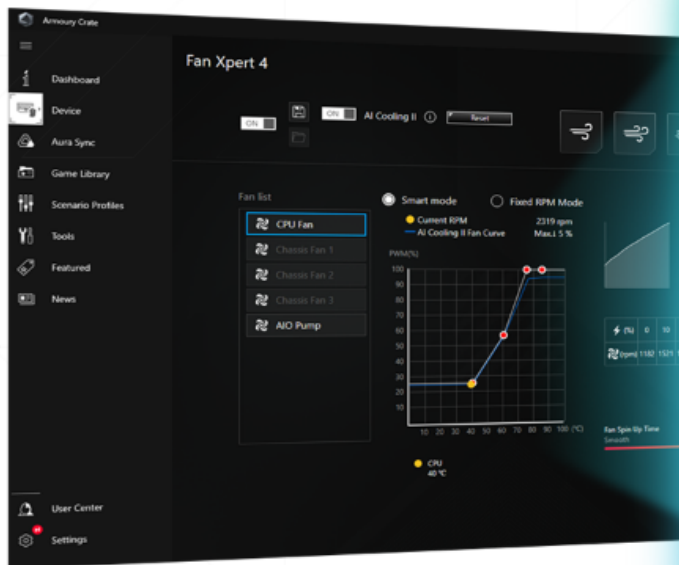 Armoury Crate
Dashboard
Device
Aura Sync
Game Library
Scenario Profiles
Tools
Featured
News
User Center
Settings
Fan Xpert 4
ON
ON
AI Cooling II
Reset
Fan list
CPU Fan
Chassis Fan 1
Chassis Fan 2
Chassis Fan 3
AIO Pump
Smart mode
Fixed RPM Mode
Current RPM 2319 rpm
AI Cooling II Fan Curve Max.± 5 %
PWM(%)
100
90
80
70
60
50
40
30
20
10
10 20 30 40 50 60 70 80 90 100 (°C)
CPU
40 °C
(%) 0 10
(rpm) 1182 1521
Fan Spin Up Time
Smooth